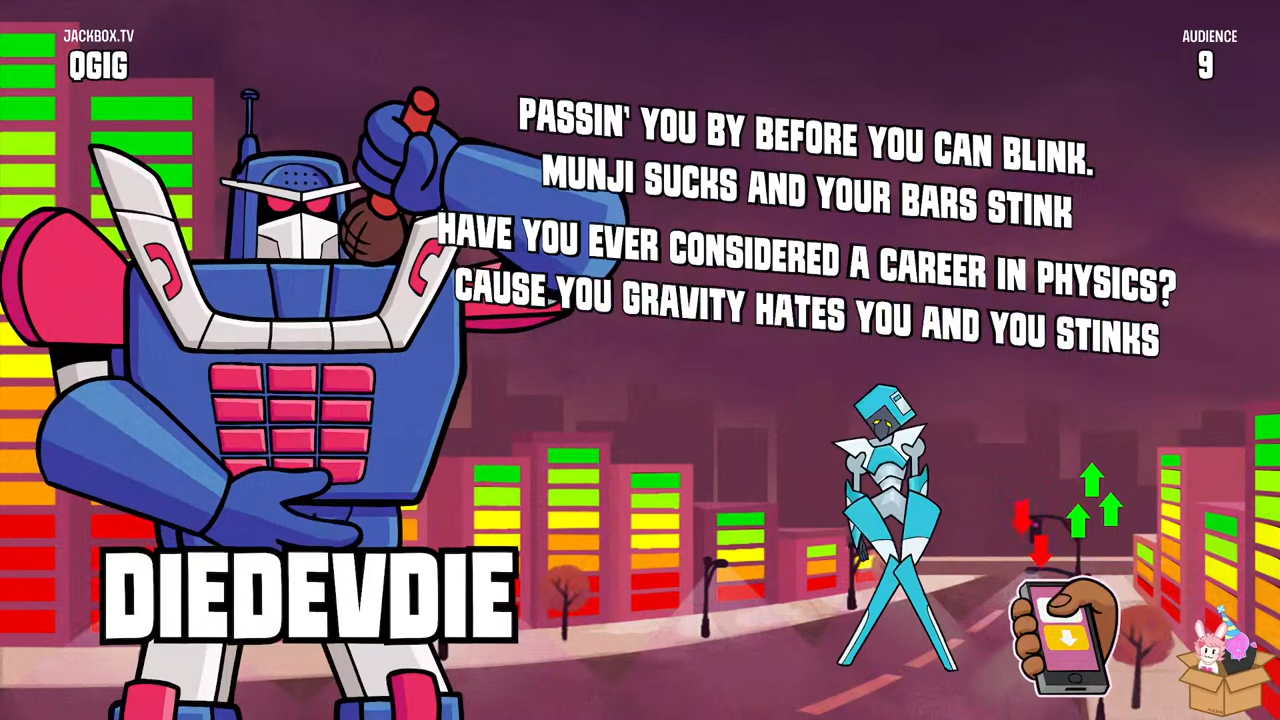 JACKBOX.TV
QGIG
AUDIENCE
9
PASSIN' YOU BY BEFORE YOU CAN BLINK.
MUNJI SUCKS AND YOUR BARS STINK
HAVE YOU EVER CONSIDERED A CAREER IN PHYSICS?
CAUSE YOU GRAVITY HATES YOU AND YOU STINKS
DIEDEVDIE